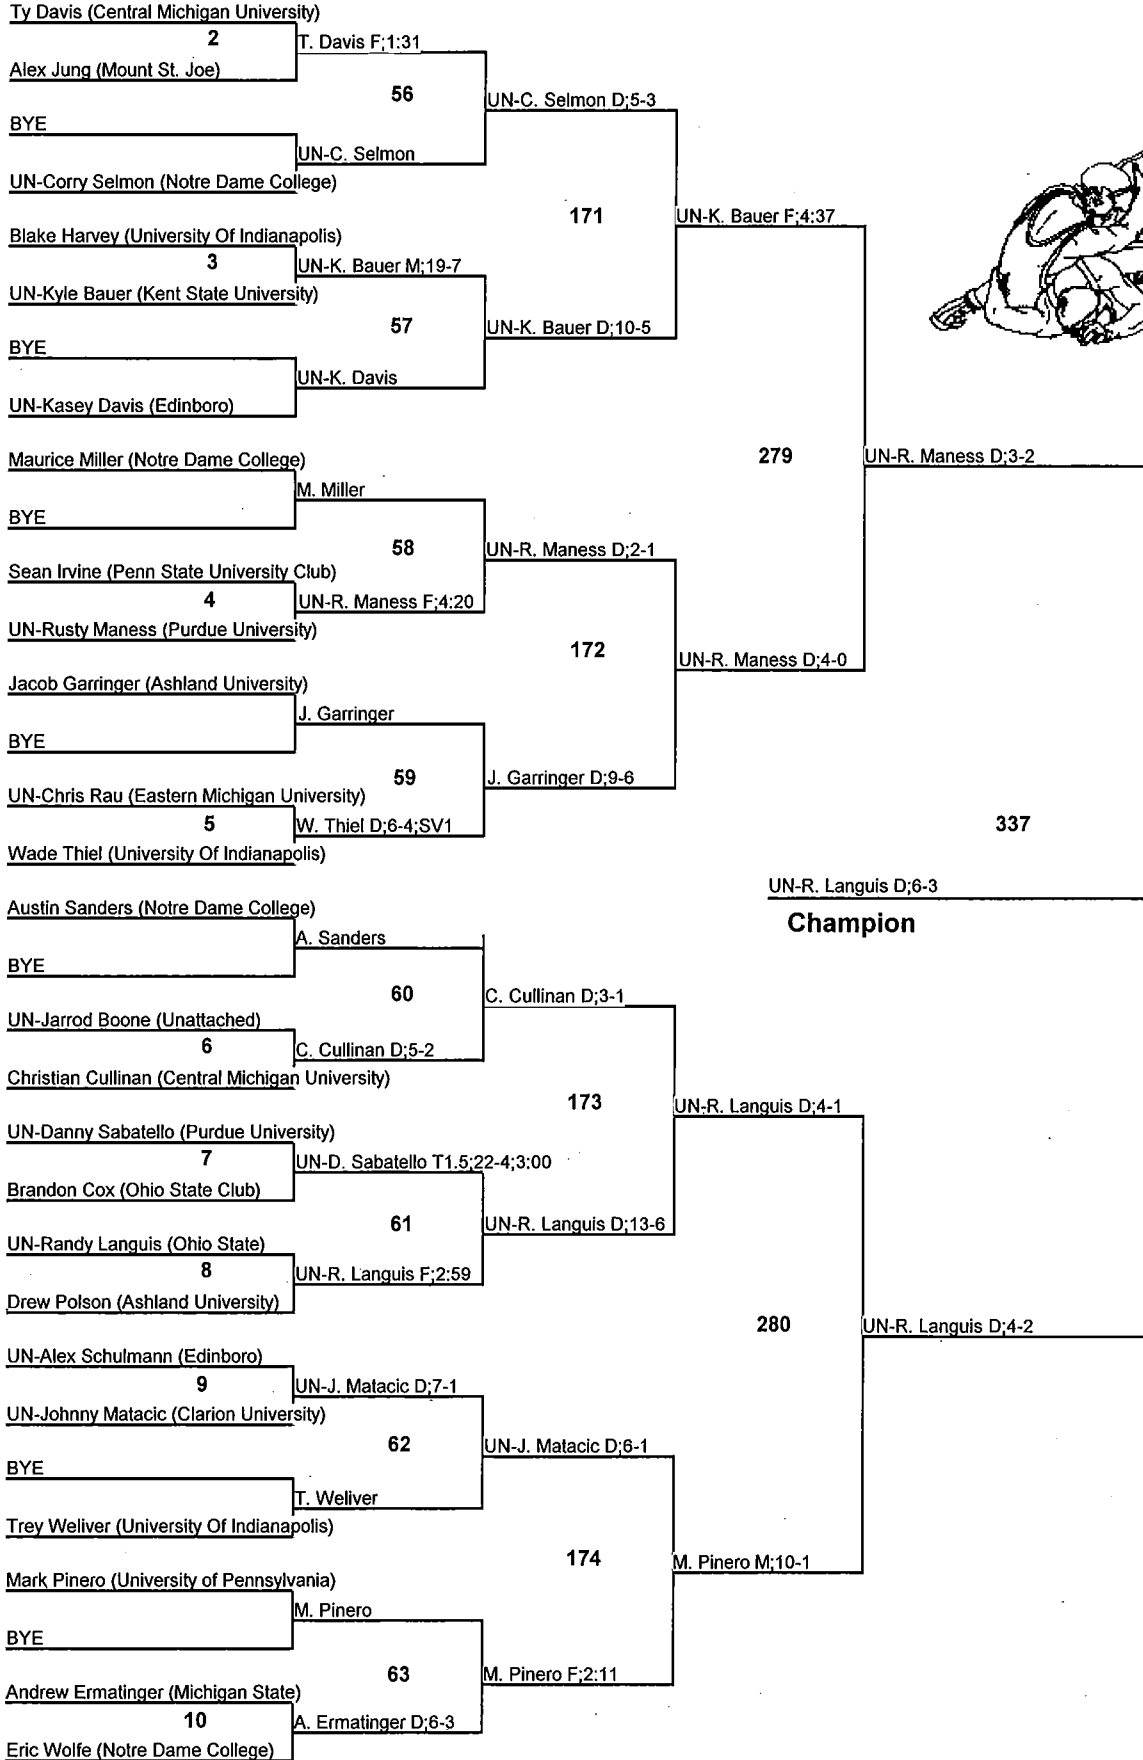 Ty Davis (Central Michigan University)
2
T. Davis F;1:31
Alex Jung (Mount St. Joe)
56
UN-C. Selmon D;5-3
BYE
UN-C. Selmon
UN-Corry Selmon (Notre Dame College)
171
UN-K. Bauer F;4:37
Blake Harvey (University Of Indianapolis)
3
UN-K. Bauer M;19-7
UN-Kyle Bauer (Kent State University)
57
UN-K. Bauer D;10-5
BYE
UN-K. Davis
UN-Kasey Davis (Edinboro)
279
UN-R. Maness D;3-2
Maurice Miller (Notre Dame College)
M. Miller
BYE
58
UN-R. Maness D;2-1
Sean Irvine (Penn State University Club)
4
UN-R. Maness F;4:20
UN-Rusty Maness (Purdue University)
172
UN-R. Maness D;4-0
Jacob Garringer (Ashland University)
J. Garringer
BYE
59
J. Garringer D;9-6
UN-Chris Rau (Eastern Michigan University)
5
W. Thiel D;6-4;SV1
Wade Thiel (University Of Indianapolis)
337
UN-R. Languis D;6-3
Champion
Austin Sanders (Notre Dame College)
A. Sanders
BYE
60
C. Cullinan D;3-1
UN-Jarrod Boone (Unattached)
6
C. Cullinan D;5-2
Christian Cullinan (Central Michigan University)
173
UN-R. Languis D;4-1
UN-Danny Sabatello (Purdue University)
7
UN-D. Sabatello T1.5;22-4;3:00
Brandon Cox (Ohio State Club)
61
UN-R. Languis D;13-6
UN-Randy Languis (Ohio State)
8
UN-R. Languis F;2:59
Drew Polson (Ashland University)
280
UN-R. Languis D;4-2
UN-Alex Schulmann (Edinboro)
9
UN-J. Matacic D;7-1
UN-Johnny Matacic (Clarion University)
62
UN-J. Matacic D;6-1
BYE
T. Weliver
Trey Weliver (University Of Indianapolis)
174
M. Pinero M;10-1
Mark Pinero (University of Pennsylvania)
M. Pinero
BYE
63
M. Pinero F;2:11
Andrew Ermatinger (Michigan State)
10
A. Ermatinger D;6-3
Eric Wolfe (Notre Dame College)